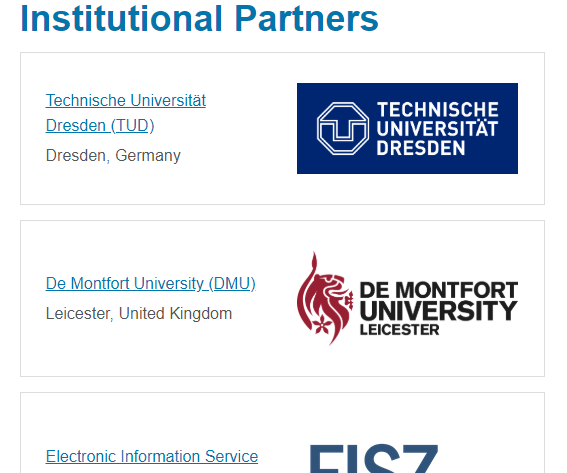 Institutional Partners
Technische Universität
Dresden (TUD)
Dresden, Germany
TECHNISCHE
UNIVERSITÄT
DRESDEN
De Montfort University (DMU)
Leicester, United Kingdom
DE MONTFORT
UNIVERSITY
LEICESTER
Electronic Information Service
EISZ